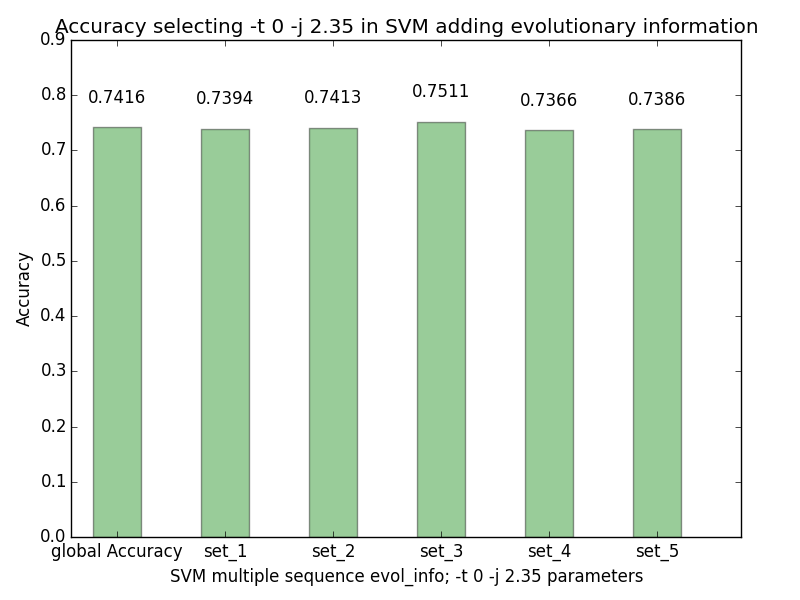 Accuracy selecting -t 0 -j 2.35 in SVM adding evolutionary information
0.9
0.8
0.7
0.6
0.5
0.4
0.3
0.2
0.1
0.0
Accuracy
0.7416 0.7394 0.7413 0.7511 0.7366 0.7386
global Accuracy set_1 set_2 set_3 set_4 set_5
SVM multiple sequence evol_info; -t 0 -j 2.35 parameters